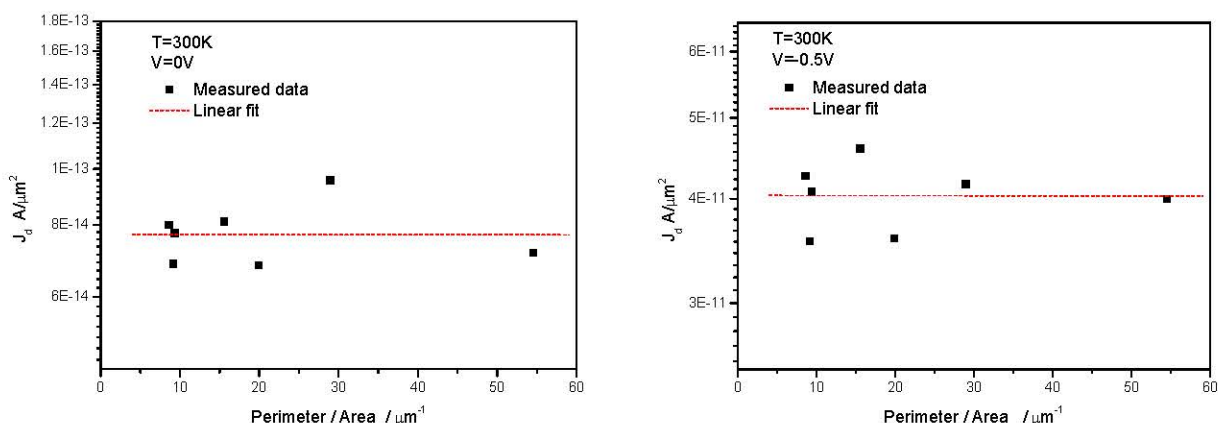 1.8E-13
1.6E-13
1.4E-13
1.2E-13
1E-13
8E-14
6E-14
J_d A/μm²
T=300K
V=0V
Measured data
Linear fit
0 10 20 30 40 50 60
Perimeter / Area / μm⁻¹
6E-11
5E-11
4E-11
3E-11
J_d A/μm²
T=300K
V=-0.5V
Measured data
Linear fit
0 10 20 30 40 50 60
Perimeter / Area / μm⁻¹